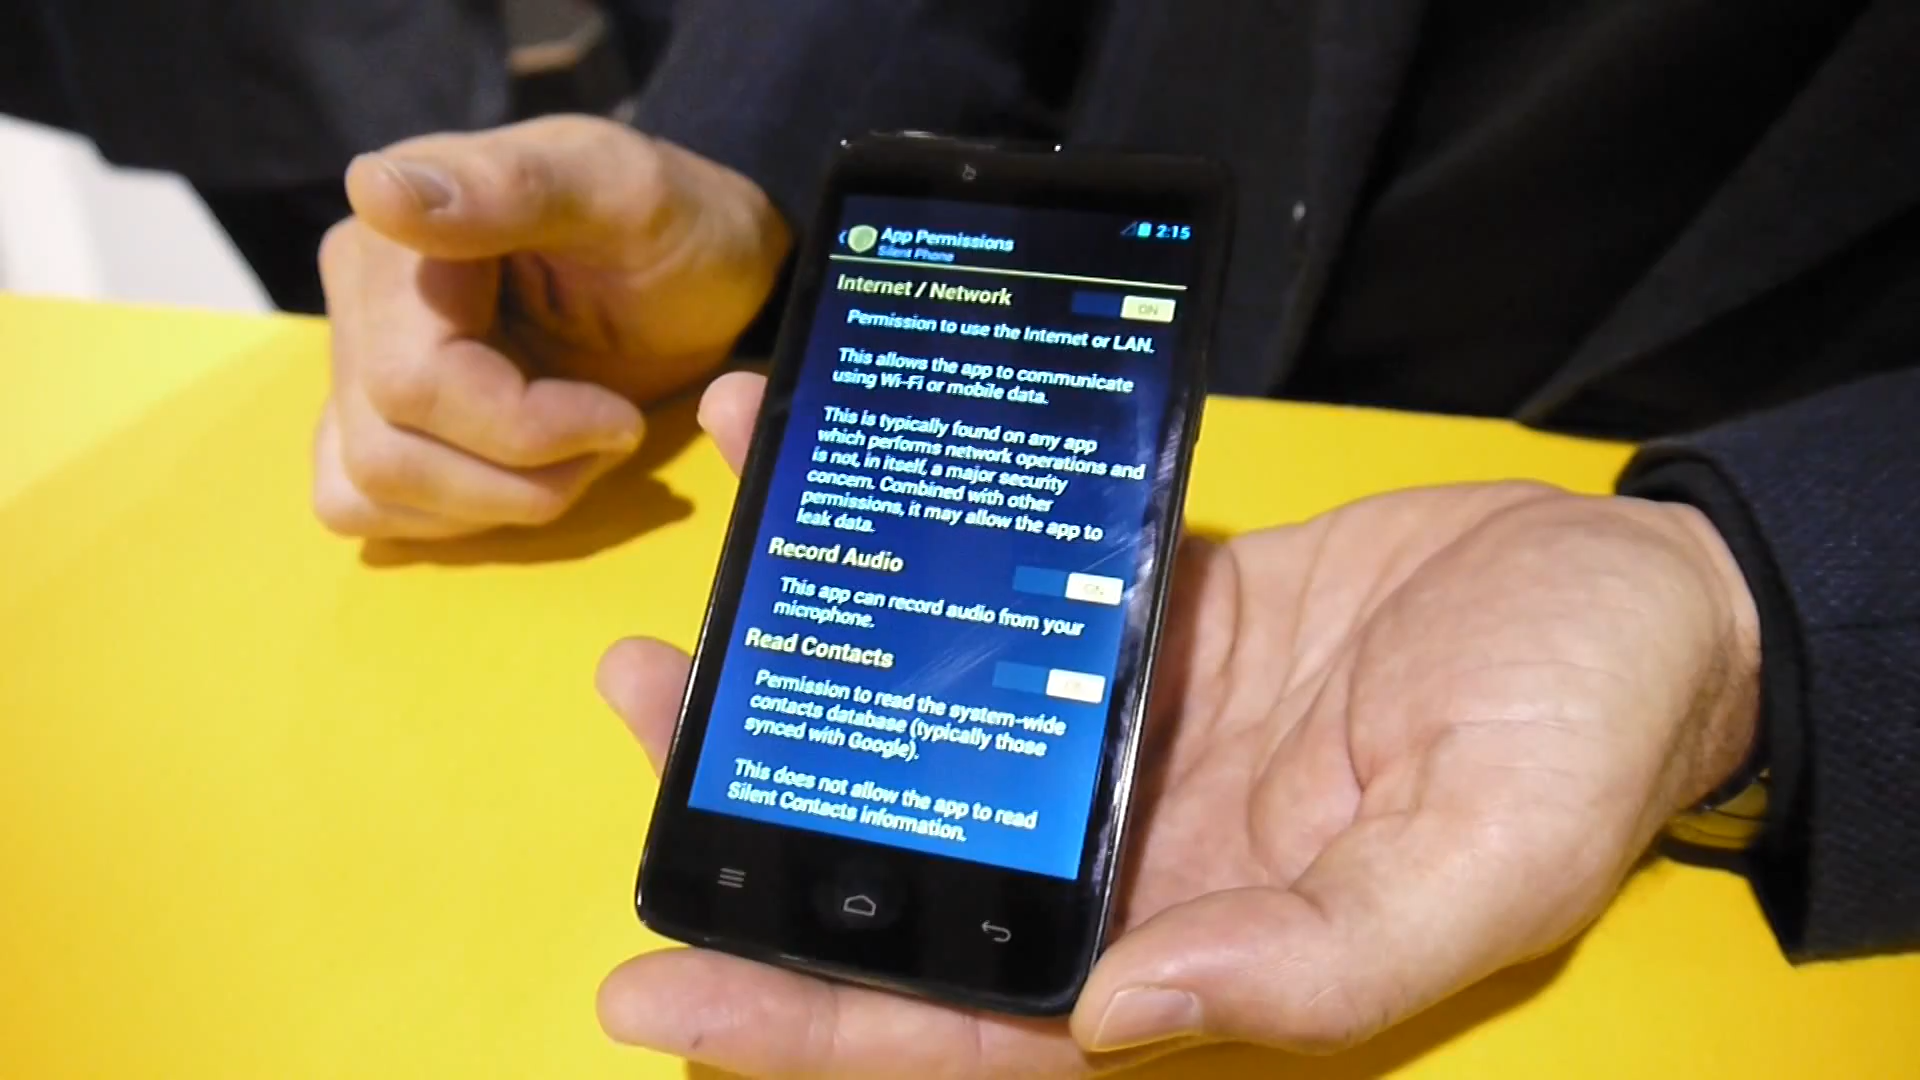 App Permissions
2:15
Silent Phone
Internet / Network
ON
Permission to use the Internet or LAN.
This allows the app to communicate
using Wi-Fi or mobile data.
This is typically found on any app
which performs network operations and
is not, in itself, a major security
concern. Combined with other
permissions, it may allow the app to
leak data.
Record Audio
ON
This app can record audio from your
microphone.
Read Contacts
Permission to read the system-wide
contacts database (typically those
synced with Google).
This does not allow the app to read
Silent Contacts information.